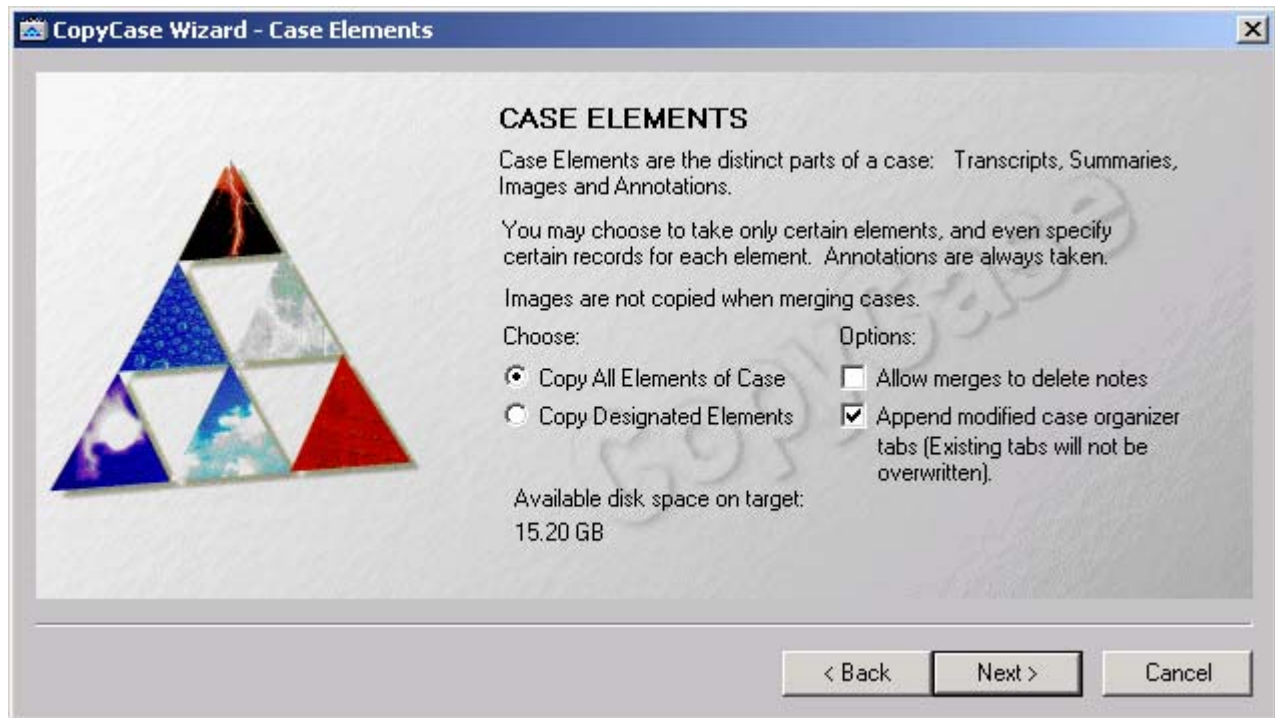 CopyCase Wizard - Case Elements
CASE ELEMENTS
Case Elements are the distinct parts of a case: Transcripts, Summaries,
Images and Annotations.
You may choose to take only certain elements, and even specify
certain records for each element. Annotations are always taken.
Images are not copied when merging cases.
Choose:
Options:
Copy All Elements of Case
Allow merges to delete notes
Copy Designated Elements
Append modified case organizer
tabs (Existing tabs will not be
overwritten).
Available disk space on target:
15.20 GB
CopyCase
< Back
Next >
Cancel